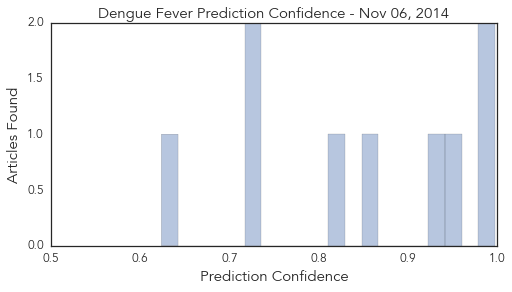 Dengue Fever Prediction Confidence - Nov 06, 2014
2.0
1.5
1.0
0.5
0.0
Articles Found
0.5 0.6 0.7 0.8 0.9 1.0
Prediction Confidence